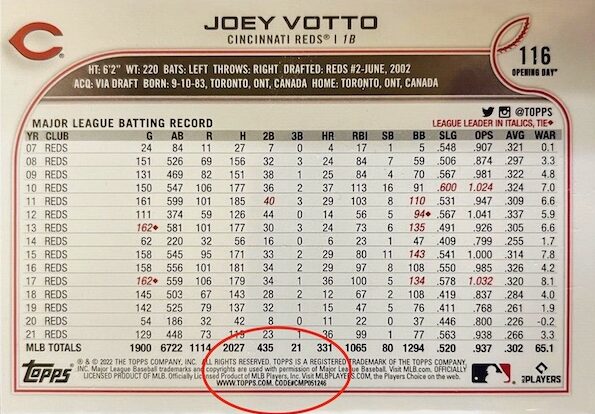 JOEY VOTTO
CINCINNATI REDS® | 1B
116
OPENING DAY™
HT: 6'2" WT: 220 BATS: LEFT THROWS: RIGHT DRAFTED: REDS #2-JUNE, 2002
ACQ: VIA DRAFT BORN: 9-10-83, TORONTO, ONT, CANADA HOME: TORONTO, ONT, CANADA
@TOPPS
MAJOR LEAGUE BATTING RECORD LEAGUE LEADER IN ITALICS, TIE◆
YR CLUB G AB R H 2B 3B HR RBI SB BB SLG OPS AVG WAR
07 REDS 24 84 11 27 7 0 4 17 1 5 .548 .907 .321 0.1
08 REDS 151 526 69 156 32 3 24 84 7 59 .506 .874 .297 3.3
09 REDS 131 469 82 151 38 1 25 84 4 70 .567 .981 .322 4.8
10 REDS 150 547 106 177 36 2 37 113 16 91 .600 1.024 .324 7.0
11 REDS 161 599 101 185 40 3 29 103 8 110 .531 .947 .309 6.6
12 REDS 111 374 59 126 44 0 14 56 5 94◆ .567 1.041 .337 5.9
13 REDS 162◆ 581 101 177 30 3 24 73 6 135 .491 .926 .305 6.6
14 REDS 62 220 32 56 16 0 6 23 1 47 .409 .799 .255 1.7
15 REDS 158 545 95 171 33 2 29 80 11 143 .541 1.000 .314 7.8
16 REDS 158 556 101 181 34 2 29 97 8 108 .550 .985 .326 4.2
17 REDS 162◆ 559 106 179 34 1 36 100 5 134 .578 1.032 .320 8.1
18 REDS 145 503 67 143 28 2 12 67 2 108 .419 .837 .284 4.0
19 REDS 142 525 79 137 32 1 15 47 5 76 .411 .768 .261 1.9
20 REDS 54 186 32 42 8 0 11 22 0 37 .446 .800 .226 -0.2
21 REDS 129 448 73 119 23 1 36 99 1 77 .563 .938 .266 3.3
MLB TOTALS 1900 6722 1114 2027 435 21 331 1065 80 1294 .520 .937 .302 65.1
Topps
® & © 2022 THE TOPPS COMPANY, INC. ALL RIGHTS RESERVED. TOPPS IS A REGISTERED TRADEMARK OF THE TOPPS COMPANY,
INC. Major League Baseball trademarks and copyrights are used with permission of Major League Baseball. Visit MLB.com. OFFICIALLY
LICENSED PRODUCT OF MLB Players, Inc. Visit MLBPLAYERS.COM, the Players Choice on the web.
WWW.TOPPS.COM. CODE#CMP051246
MLB PLAYERS